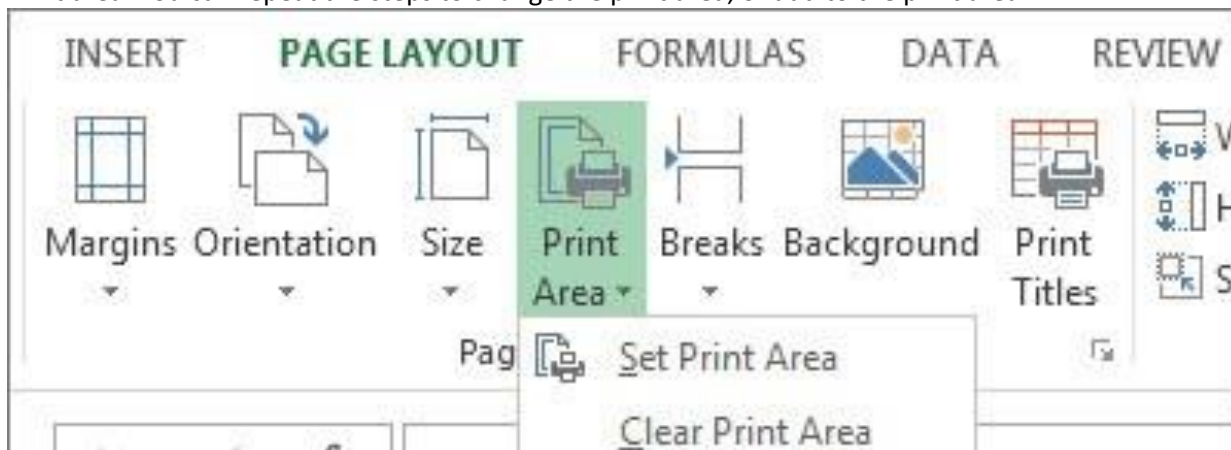 INSERT PAGE LAYOUT FORMULAS DATA REVIEW
Margins Orientation Size Print Area Breaks Background Print Titles
Pag
Set Print Area
Clear Print Area